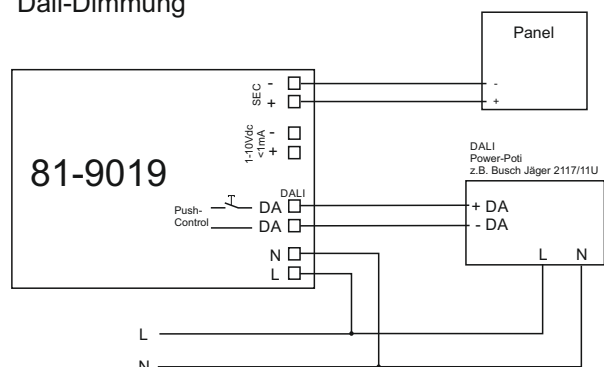 Dali-Dimmung
Panel
-
+
SEC
-
+
1-10Vdc
<1mA
-
+
81-9019
DALI
Push-
Control
DA
DA
N
L
DALI
Power-Poti
z.B. Busch Jäger 2117/11U
+ DA
- DA
L N
L
N